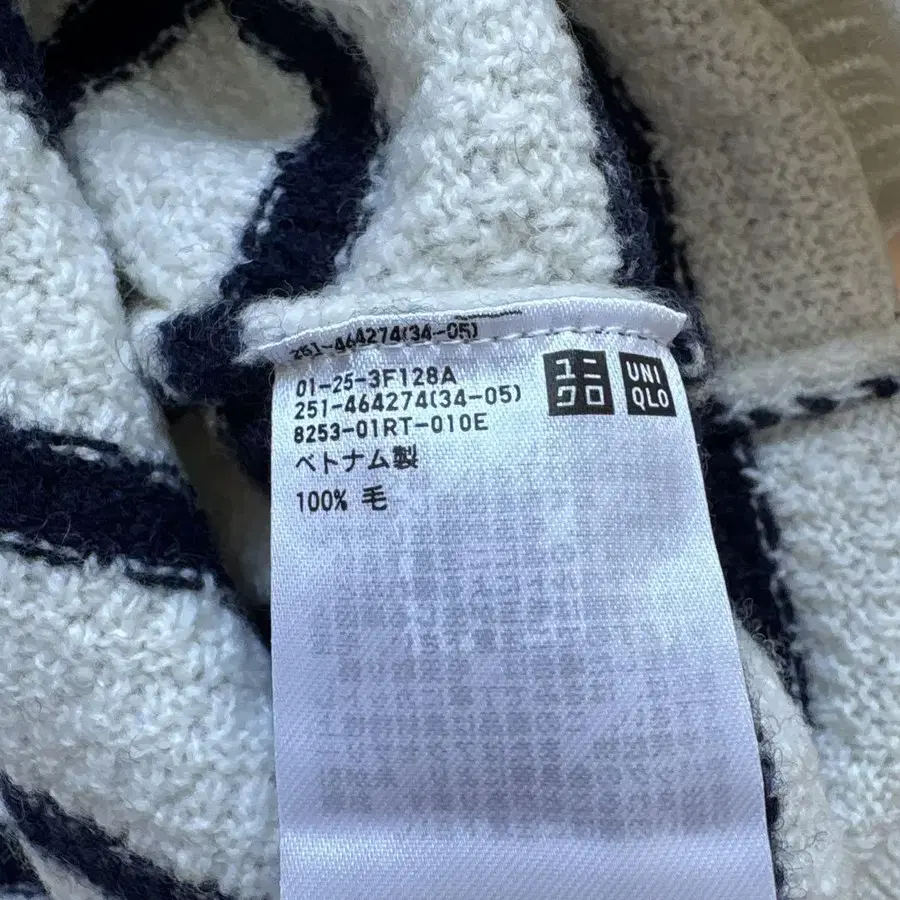 251-464274(34-05)
01-25-3F128A
251-464274(34-05)
8253-01RT-010E
ベトナム製
100% 毛
ユニ
クロ
UNI
QLO